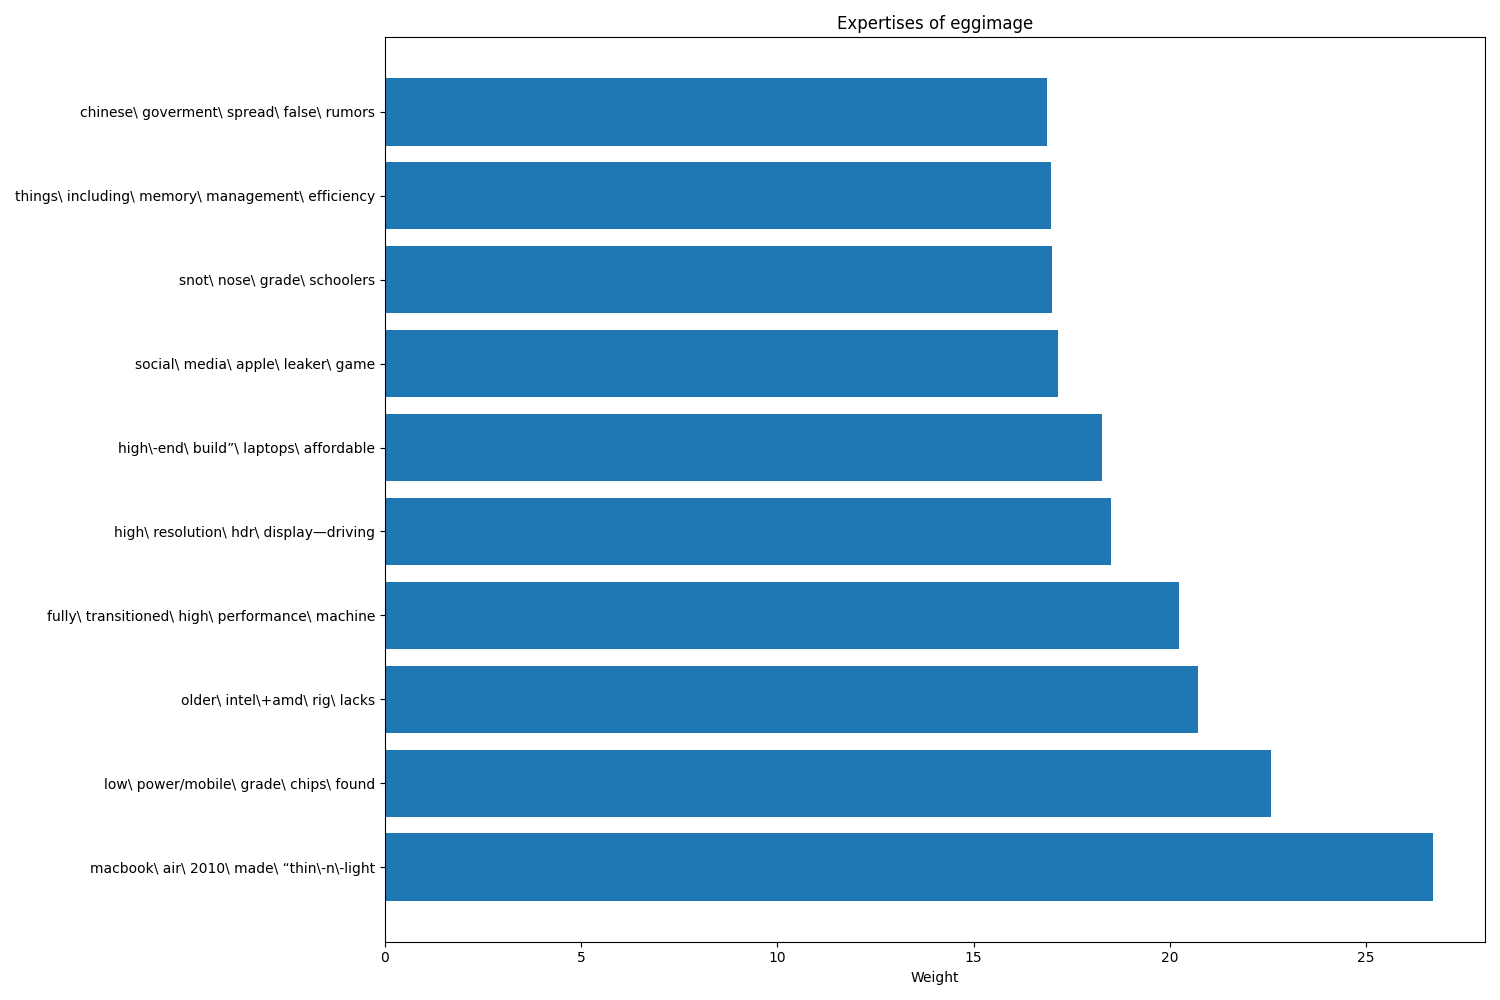 Expertises of eggimage
chinese\ goverment\ spread\ false\ rumors
things\ including\ memory\ management\ efficiency
snot\ nose\ grade\ schoolers
social\ media\ apple\ leaker\ game
high\-end\ build”\ laptops\ affordable
high\ resolution\ hdr\ display—driving
fully\ transitioned\ high\ performance\ machine
older\ intel\+amd\ rig\ lacks
low\ power/mobile\ grade\ chips\ found
macbook\ air\ 2010\ made\ “thin\-n\-light
0 5 10 15 20 25
Weight